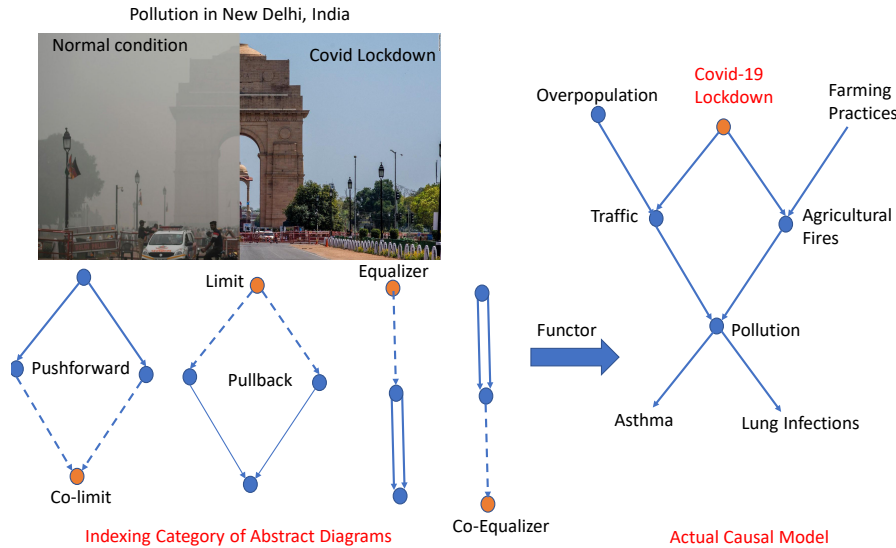 Pollution in New Delhi, India
Normal condition
Covid Lockdown
Overpopulation
Covid-19
Lockdown
Farming
Practices
Traffic
Agricultural
Fires
Limit
Equalizer
Pushforward
Pullback
Functor
Pollution
Asthma
Lung Infections
Co-limit
Co-Equalizer
Indexing Category of Abstract Diagrams
Actual Causal Model